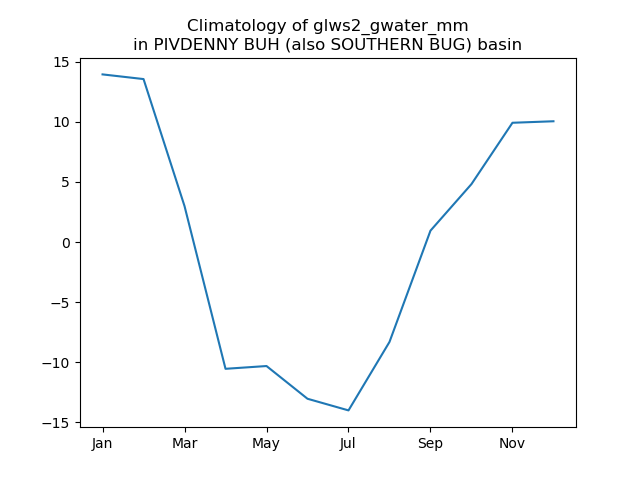 Climatology of glws2_gwater_mm
in PIVDENNY BUH (also SOUTHERN BUG) basin
15
10
5
0
−5
−10
−15
Jan Mar May Jul Sep Nov